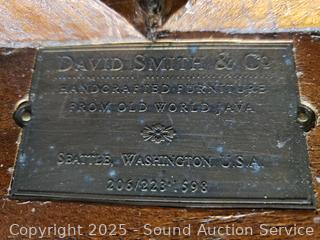 DAVID SMITH & Co
HANDCRAFTED FURNITURE
FROM OLD WORLD JAVA
SEATTLE, WASHINGTON U.S.A.
206/223-1598
Copyright 2025 - Sound Auction Service